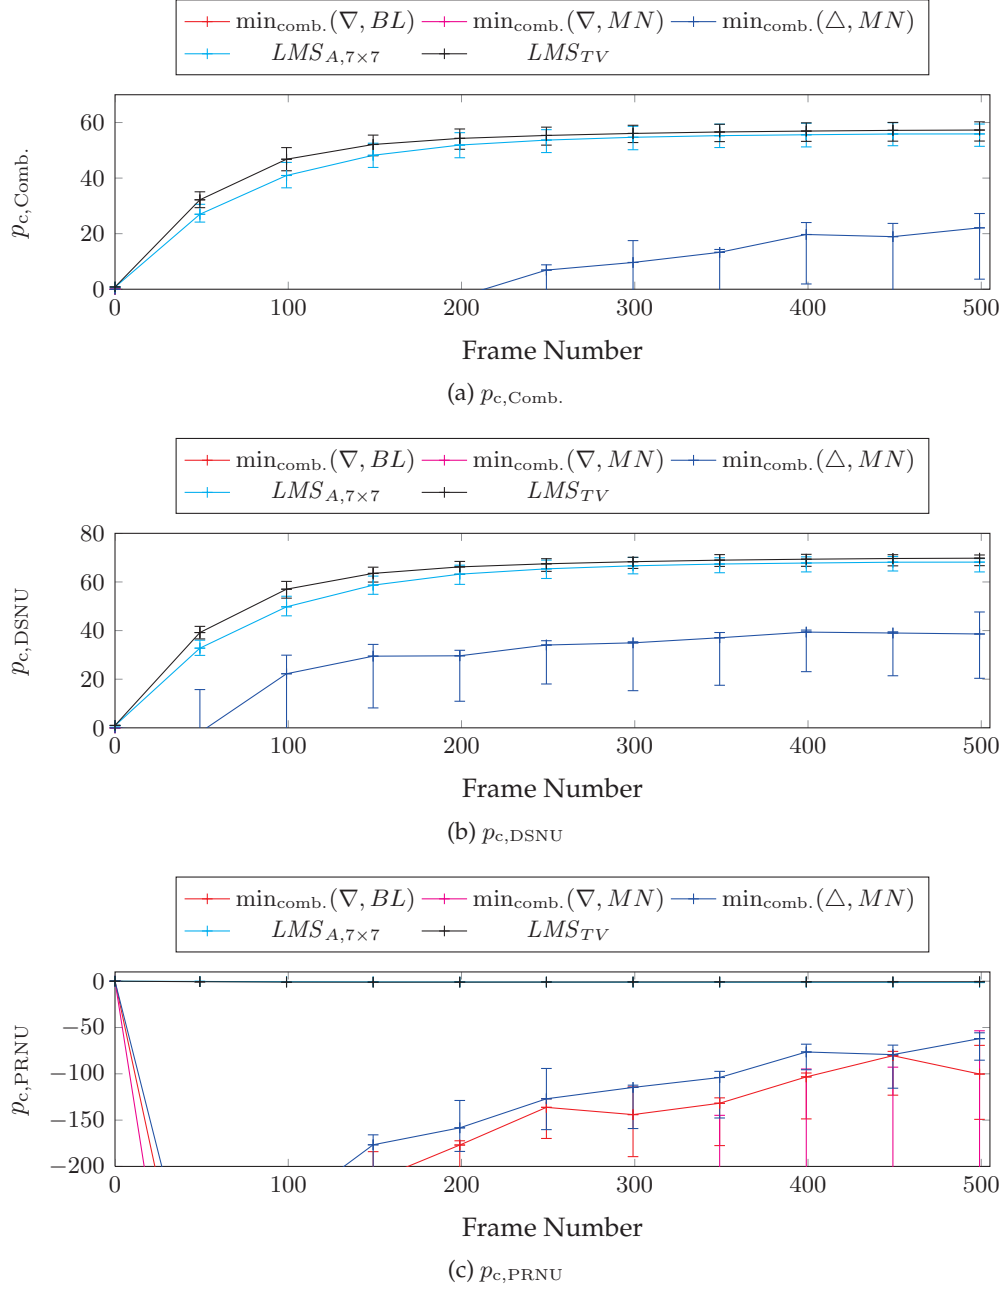 min_comb.(∇, BL) min_comb.(∇, MN) min_comb.(△, MN)
LMS_A,7×7 LMS_TV
60
40
20
0
p_c,Comb.
0 100 200 300 400 500
Frame Number
(a) p_c,Comb.
min_comb.(∇, BL) min_comb.(∇, MN) min_comb.(△, MN)
LMS_A,7×7 LMS_TV
80
60
40
20
0
p_c,DSNU
0 100 200 300 400 500
Frame Number
(b) p_c,DSNU
min_comb.(∇, BL) min_comb.(∇, MN) min_comb.(△, MN)
LMS_A,7×7 LMS_TV
0
−50
−100
−150
−200
p_c,PRNU
0 100 200 300 400 500
Frame Number
(c) p_c,PRNU